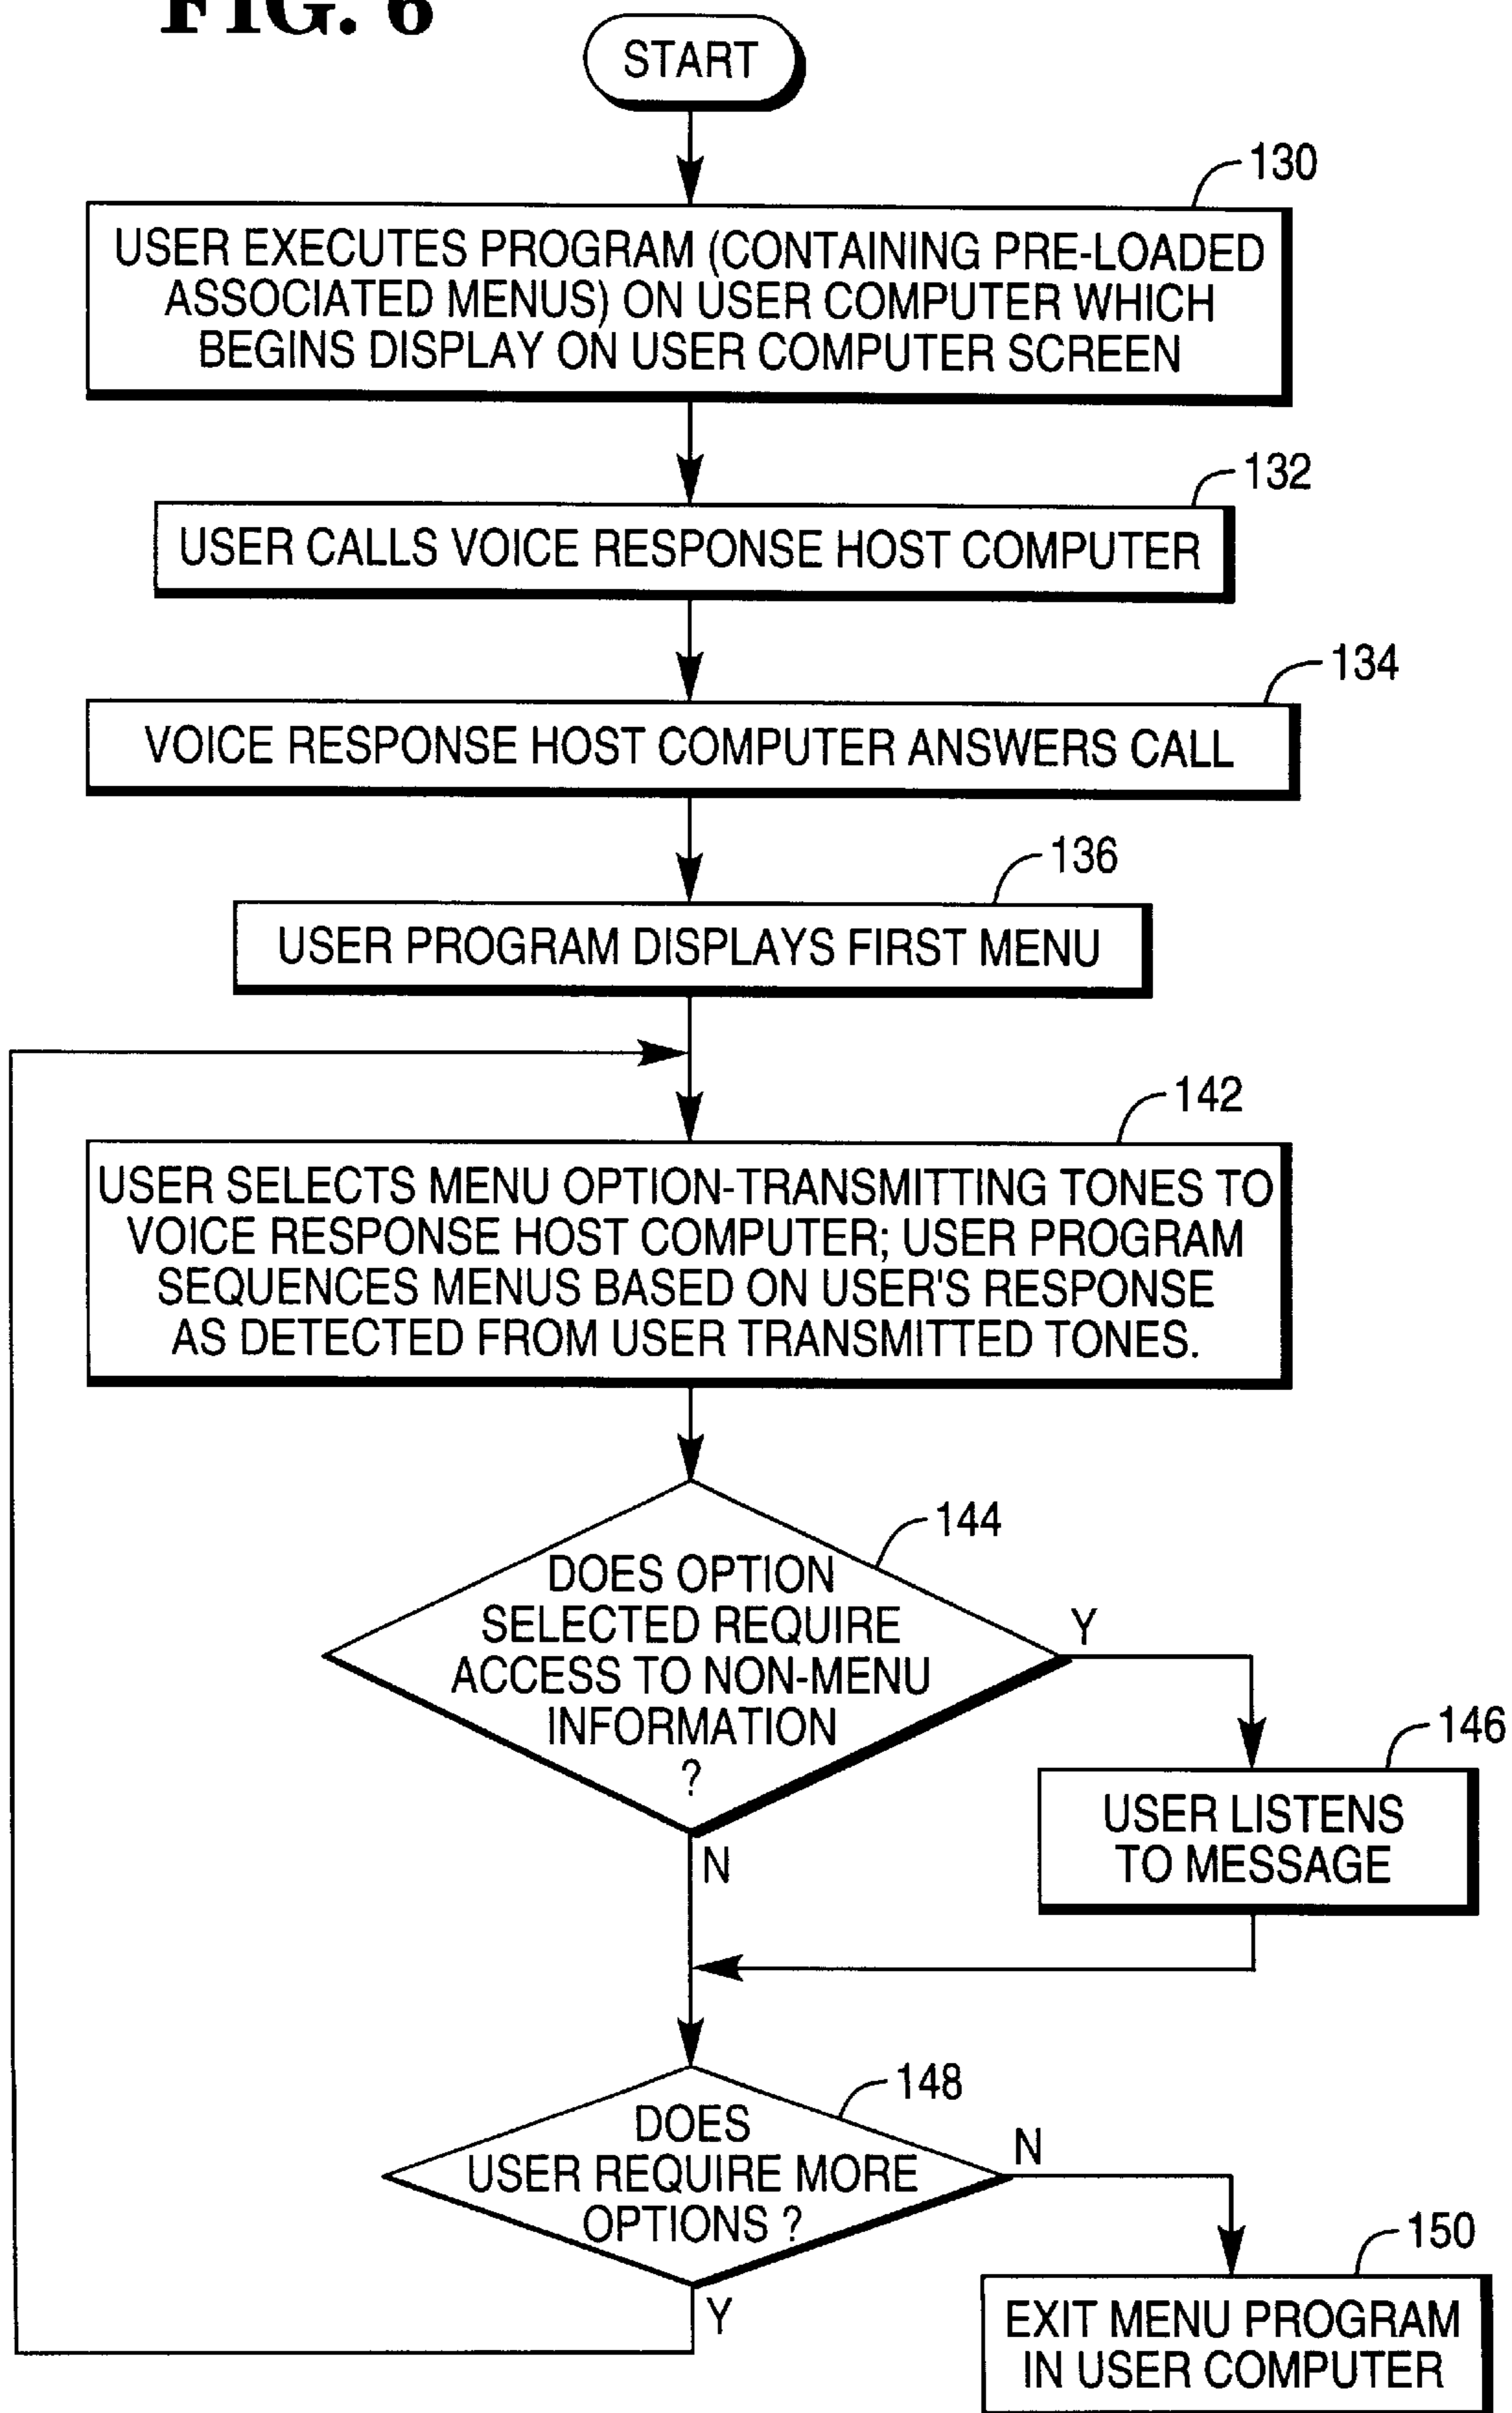 FIG. 6
START
130
USER EXECUTES PROGRAM (CONTAINING PRE-LOADED
ASSOCIATED MENUS) ON USER COMPUTER WHICH
BEGINS DISPLAY ON USER COMPUTER SCREEN
132
USER CALLS VOICE RESPONSE HOST COMPUTER
134
VOICE RESPONSE HOST COMPUTER ANSWERS CALL
136
USER PROGRAM DISPLAYS FIRST MENU
142
USER SELECTS MENU OPTION-TRANSMITTING TONES TO
VOICE RESPONSE HOST COMPUTER; USER PROGRAM
SEQUENCES MENUS BASED ON USER'S RESPONSE
AS DETECTED FROM USER TRANSMITTED TONES.
144
DOES OPTION
SELECTED REQUIRE
ACCESS TO NON-MENU
INFORMATION
?
Y
N
146
USER LISTENS
TO MESSAGE
148
DOES
USER REQUIRE MORE
OPTIONS ?
N
Y
150
EXIT MENU PROGRAM
IN USER COMPUTER